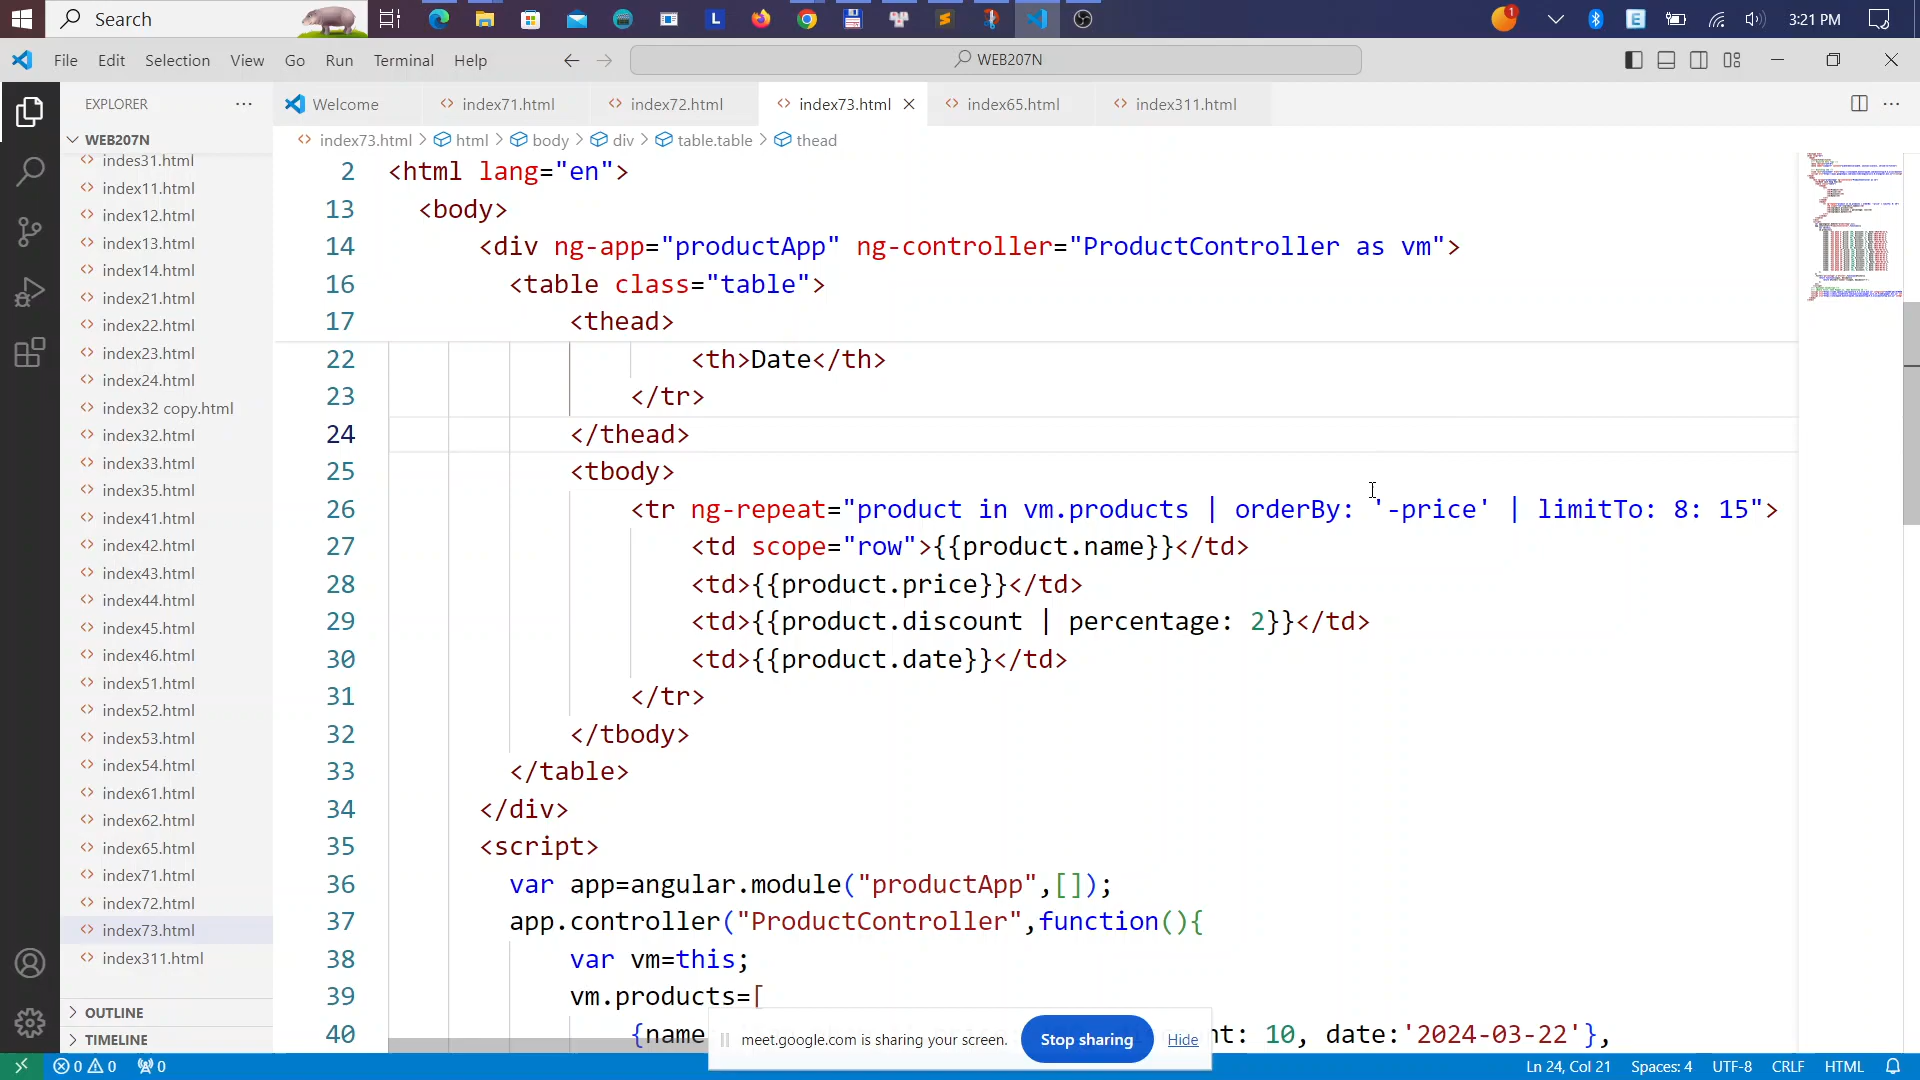 Search
1
3:21 PM
File Edit Selection View Go Run Terminal Help
WEB207N
EXPLORER
Welcome
index71.html
index72.html
index73.html
index65.html
index311.html
WEB207N
index73.html > html > body > div > table.table > thead
indes31.html
index11.html
index12.html
index13.html
index14.html
index21.html
index22.html
index23.html
index24.html
index32 copy.html
index32.html
index33.html
index35.html
index41.html
index42.html
index43.html
index44.html
index45.html
index46.html
index51.html
index52.html
index53.html
index54.html
index61.html
index62.html
index65.html
index71.html
index72.html
index73.html
index311.html
OUTLINE
TIMELINE
2 <html lang="en">
13 <body>
14 <div ng-app="productApp" ng-controller="ProductController as vm">
16 <table class="table">
17 <thead>
22 <th>Date</th>
23 </tr>
24 </thead>
25 <tbody>
26 <tr ng-repeat="product in vm.products | orderBy: '-price' | limitTo: 8: 15">
27 <td scope="row">{{product.name}}</td>
28 <td>{{product.price}}</td>
29 <td>{{product.discount | percentage: 2}}</td>
30 <td>{{product.date}}</td>
31 </tr>
32 </tbody>
33 </table>
34 </div>
35 <script>
36 var app=angular.module("productApp",[]);
37 app.controller("ProductController",function(){
38 var vm=this;
39 vm.products=[
40 {name nt: 10, date:'2024-03-22'},
meet.google.com is sharing your screen. Stop sharing Hide
0 0 0 Ln 24, Col 21 Spaces: 4 UTF-8 CRLF HTML